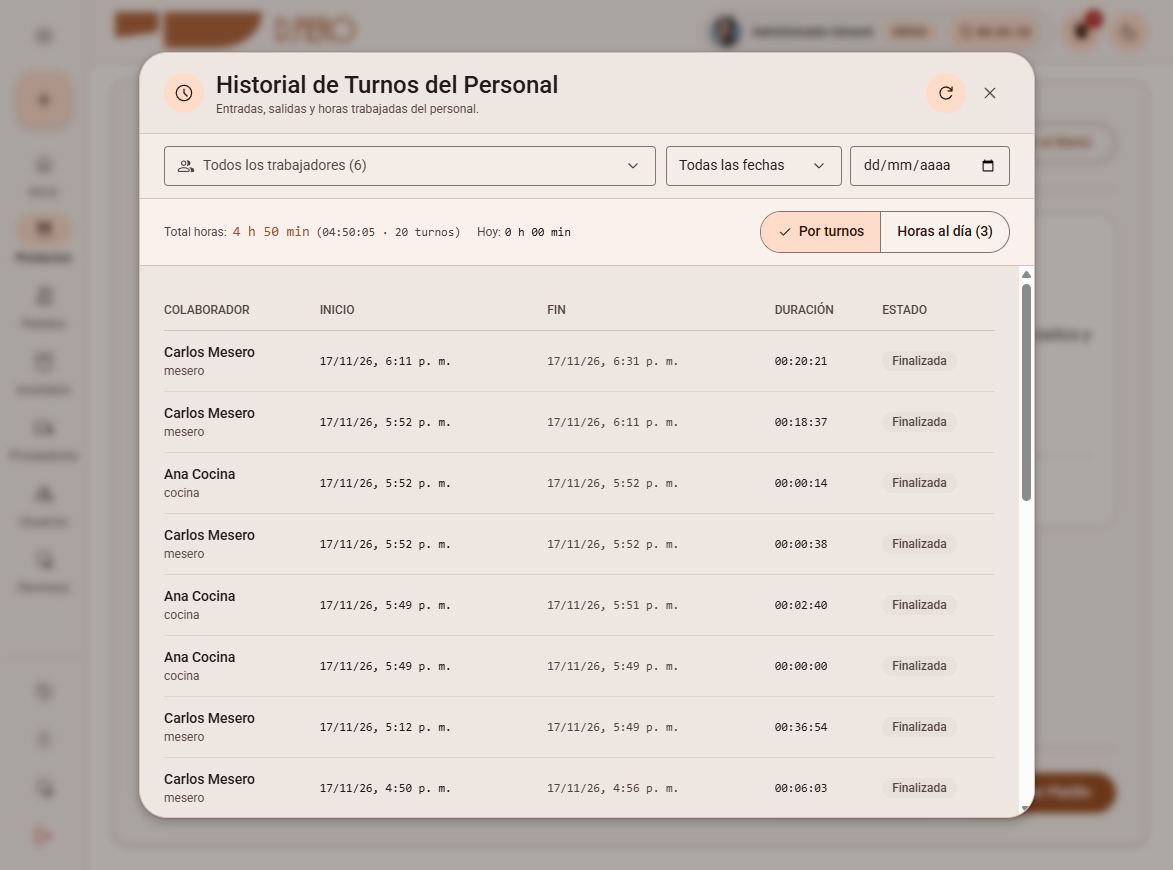 Historial de Turnos del Personal
Entradas, salidas y horas trabajadas del personal.
Todos los trabajadores (6)
Todas las fechas
dd/mm/aaaa
Total horas: 4 h 50 min (04:50:05 · 20 turnos) Hoy: 0 h 00 min
Por turnos
Horas al día (3)
COLABORADOR INICIO FIN DURACIÓN ESTADO
Carlos Mesero
mesero
17/11/26, 6:11 p. m. 17/11/26, 6:31 p. m. 00:20:21 Finalizada
Carlos Mesero
mesero
17/11/26, 5:52 p. m. 17/11/26, 6:11 p. m. 00:18:37 Finalizada
Ana Cocina
cocina
17/11/26, 5:52 p. m. 17/11/26, 5:52 p. m. 00:00:14 Finalizada
Carlos Mesero
mesero
17/11/26, 5:52 p. m. 17/11/26, 5:52 p. m. 00:00:38 Finalizada
Ana Cocina
cocina
17/11/26, 5:49 p. m. 17/11/26, 5:51 p. m. 00:02:40 Finalizada
Ana Cocina
cocina
17/11/26, 5:49 p. m. 17/11/26, 5:49 p. m. 00:00:00 Finalizada
Carlos Mesero
mesero
17/11/26, 5:12 p. m. 17/11/26, 5:49 p. m. 00:36:54 Finalizada
Carlos Mesero
mesero
17/11/26, 4:50 p. m. 17/11/26, 4:56 p. m. 00:06:03 Finalizada